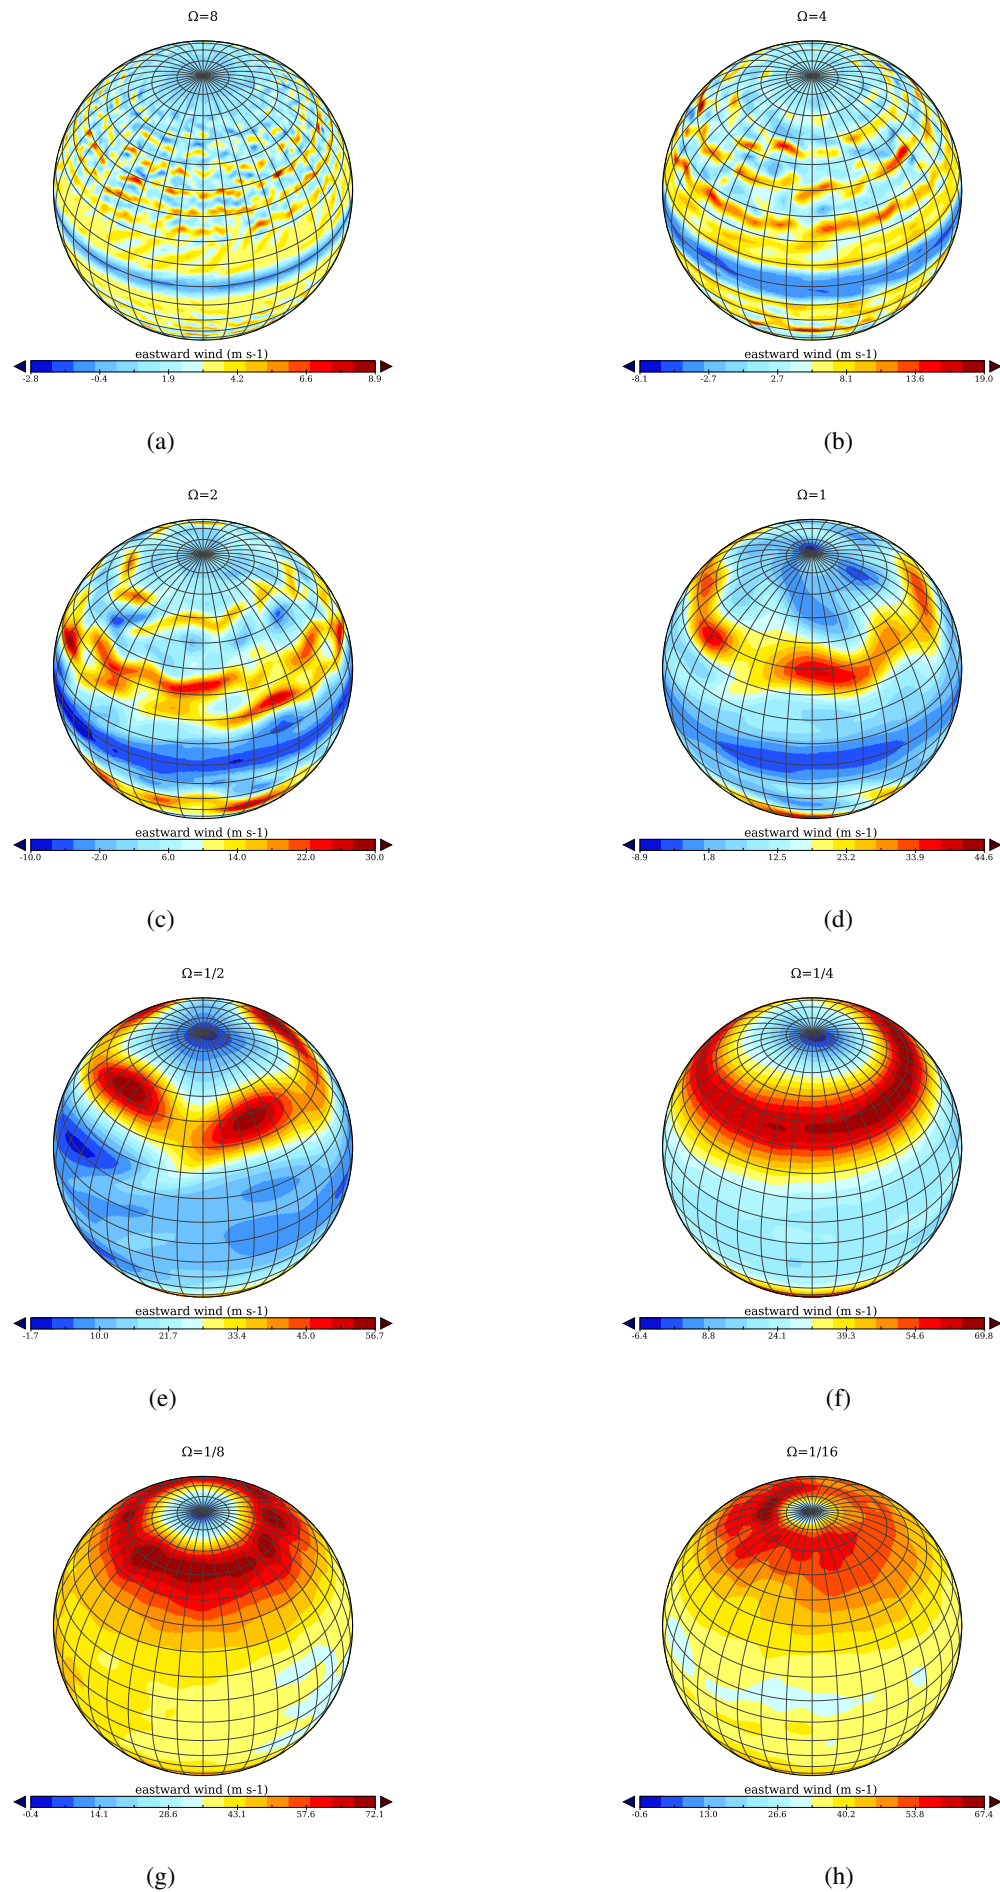 Ω=8
Ω=4
eastward wind (m s-1)
eastward wind (m s-1)
-2.8 -0.4 1.9 4.2 6.6 8.9
-8.1 -2.7 2.7 8.1 13.6 19.0
(a)
(b)
Ω=2
Ω=1
eastward wind (m s-1)
eastward wind (m s-1)
-10.0 -2.0 6.0 14.0 22.0 30.0
-8.9 1.8 12.5 23.2 33.9 44.6
(c)
(d)
Ω=1/2
Ω=1/4
eastward wind (m s-1)
eastward wind (m s-1)
-1.7 10.0 21.7 33.4 45.0 56.7
-6.4 8.8 24.1 39.3 54.6 69.8
(e)
(f)
Ω=1/8
Ω=1/16
eastward wind (m s-1)
eastward wind (m s-1)
-0.4 14.1 28.6 43.1 57.6 72.1
-0.6 13.0 26.6 40.2 53.8 67.4
(g)
(h)